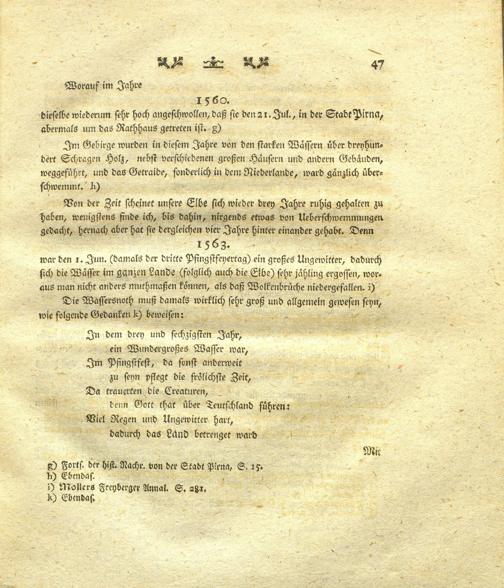 47
Worauf im Jahre
1560.
dieselbe wiederum sehr hoch angeschwollen, daß sie den 21. Jul., in der Stadt Pirna,
abermals um das Rathhaus getreten ist. g)
Im Gebirge wurden in diesem Jahre von den starken Wässern über dreyhun-
dert Schragen Holz, nebst verschiedenen großen Häusern und andern Gebäuden,
weggeführt, und das Getraide, sonderlich in dem Niederlande, ward gänzlich über-
schwemmt. h)
Von der Zeit scheinet unsere Elbe sich wieder drey Jahre ruhig gehalten zu
haben, wenigstens finde ich, bis dahin, nirgends etwas von Ueberschwemmungen
gedacht, hernach aber hat sie dergleichen vier Jahre hinter einander gehabt. Denn
1563.
war den 1. Jun. (damals der dritte Pfingstfeyertag) ein großes Ungewitter, dadurch
sich die Wässer im ganzen Lande (folglich auch die Elbe) sehr jähling ergossen, wor-
aus man nicht anders muthmaßen können, als daß Wolkenbrüche niedergefallen. i)
Die Wassersnoth muß damals wirklich sehr groß und allgemein gewesen seyn,
wie folgende Gedanken k) beweisen:
In dem drey und sechzigsten Jahr,
ein Wundergroßes Wasser war,
Im Pfingstfest, da sonst anderweit
zu seyn pflegt die frölichste Zeit,
Da trauerten die Creaturen,
denn Gott that über Teutschland führen:
Viel Regen und Ungewitter hart,
dadurch das Land betrenget ward
Mit
g) Forts. der hist. Nachr. von der Stadt Pirna, S. 15.
h) Ebendas.
i) Mollers Freyberger Annal. S. 281.
k) Ebendas.